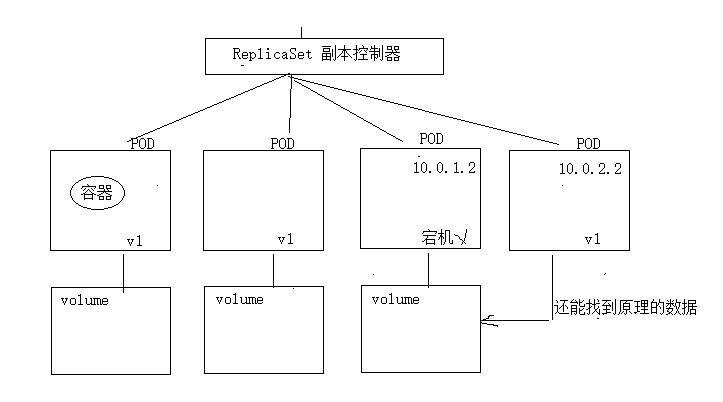 ReplicaSet 副本控制器
POD
POD
POD
POD
10.0.1.2
10.0.2.2
容器
v1
v1
宕机
v1
volume
volume
volume
还能找到原理的数据